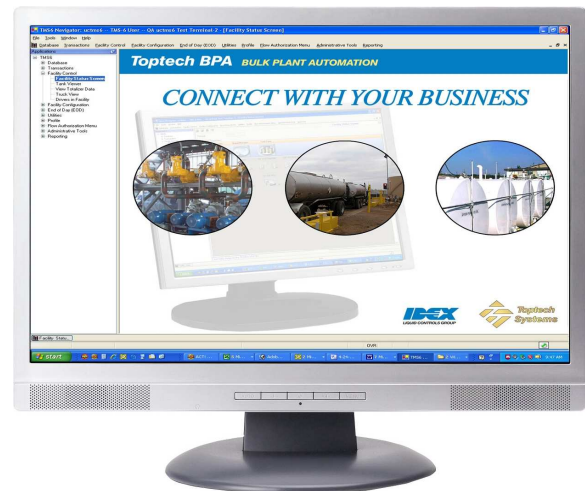 TMS6 Navigator: uctms6 -- TMS-6 User -- QA uctms6 Test Terminal-2 - [Facility Status Screen]
File Tools Window Help
Database Transactions Facility Control Facility Configuration End of Day (EOD) Utilities Profile Flow Authorization Menu Administrative Tools Reporting
Applications
TMS6
Database
Transactions
Facility Control
Facility Status Screen
Tank Viewer
View Totalizer Data
Truck View
Drivers in Facility
Facility Configuration
End of Day (EOD)
Utilities
Profile
Flow Authorization Menu
Administrative Tools
Reporting
Toptech BPA BULK PLANT AUTOMATION
CONNECT WITH YOUR BUSINESS
IDEX
LIQUID CONTROLS GROUP
Toptech
Systems
Facility Statu...
OVR
start